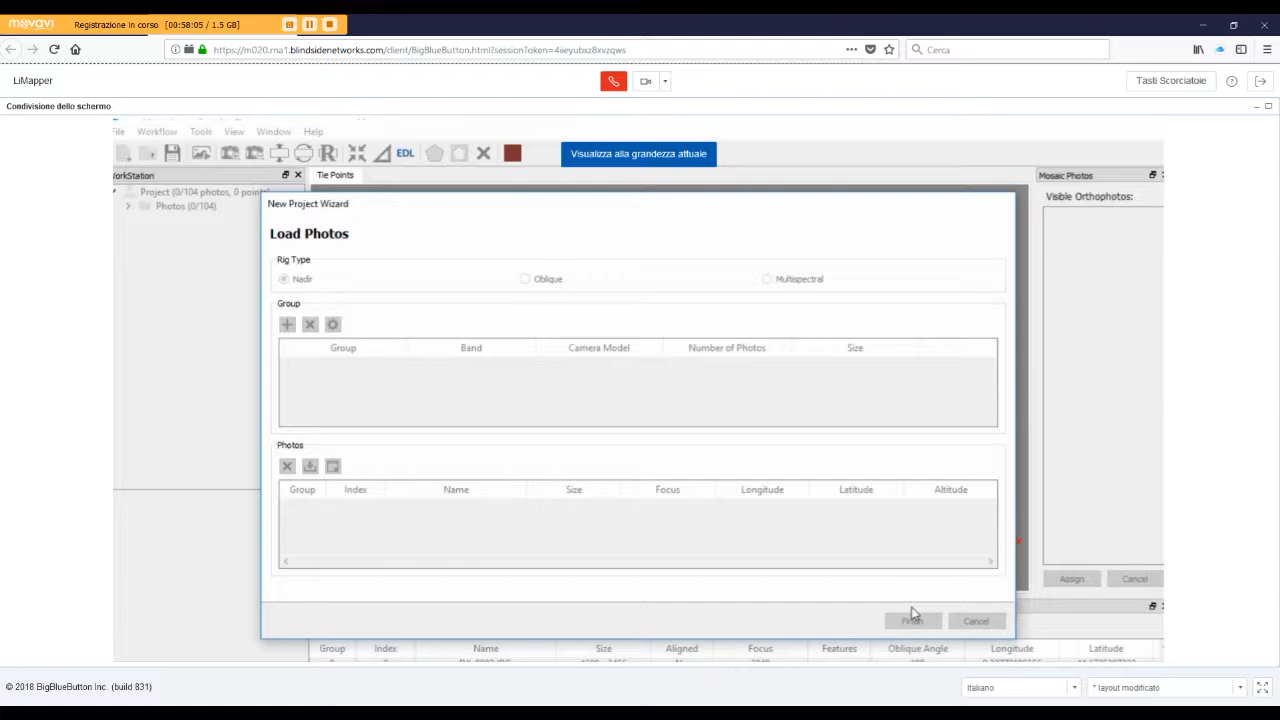 movavi Registrazione in corso [00:58:05 / 1.5 GB]
https://m020.rna1.blindsidenetworks.com/client/BigBlueButton.html?sessionToken=4iieyubxz8xvzqws
Cerca
LiMapper
Tasti Scorciatoie
Condivisione dello schermo
File Workflow Tools View Window Help
EDL
Visualizza alla grandezza attuale
WorkStation
Tie Points
Mosaic Photos
Project (0/104 photos, 0 points
Photos (0/104)
Visible Orthophotos:
New Project Wizard
Load Photos
Rig Type
Nadir
Oblique
Multispectral
Group
Group Band Camera Model Number of Photos Size
Photos
Group Index Name Size Focus Longitude Latitude Altitude
Assign Cancel
Finish Cancel
Group Index Name Size Aligned Focus Features Oblique Angle Longitude Latitude
© 2018 BigBlueButton Inc. (build 831)
Italiano
* layout modificato